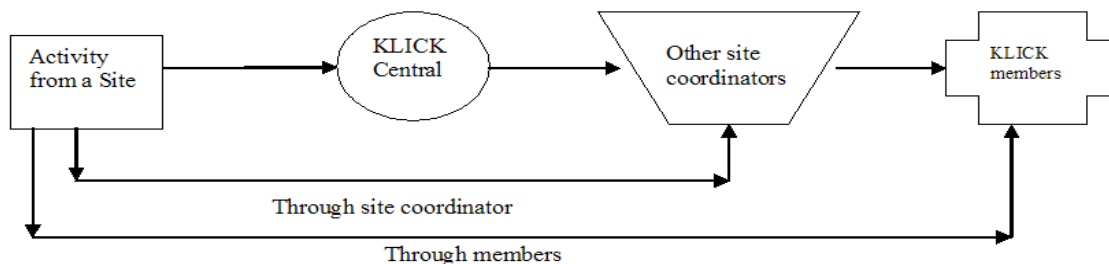 Activity
from a Site
KLICK
Central
Other site
coordinators
KLICK
members
Through site coordinator
Through members